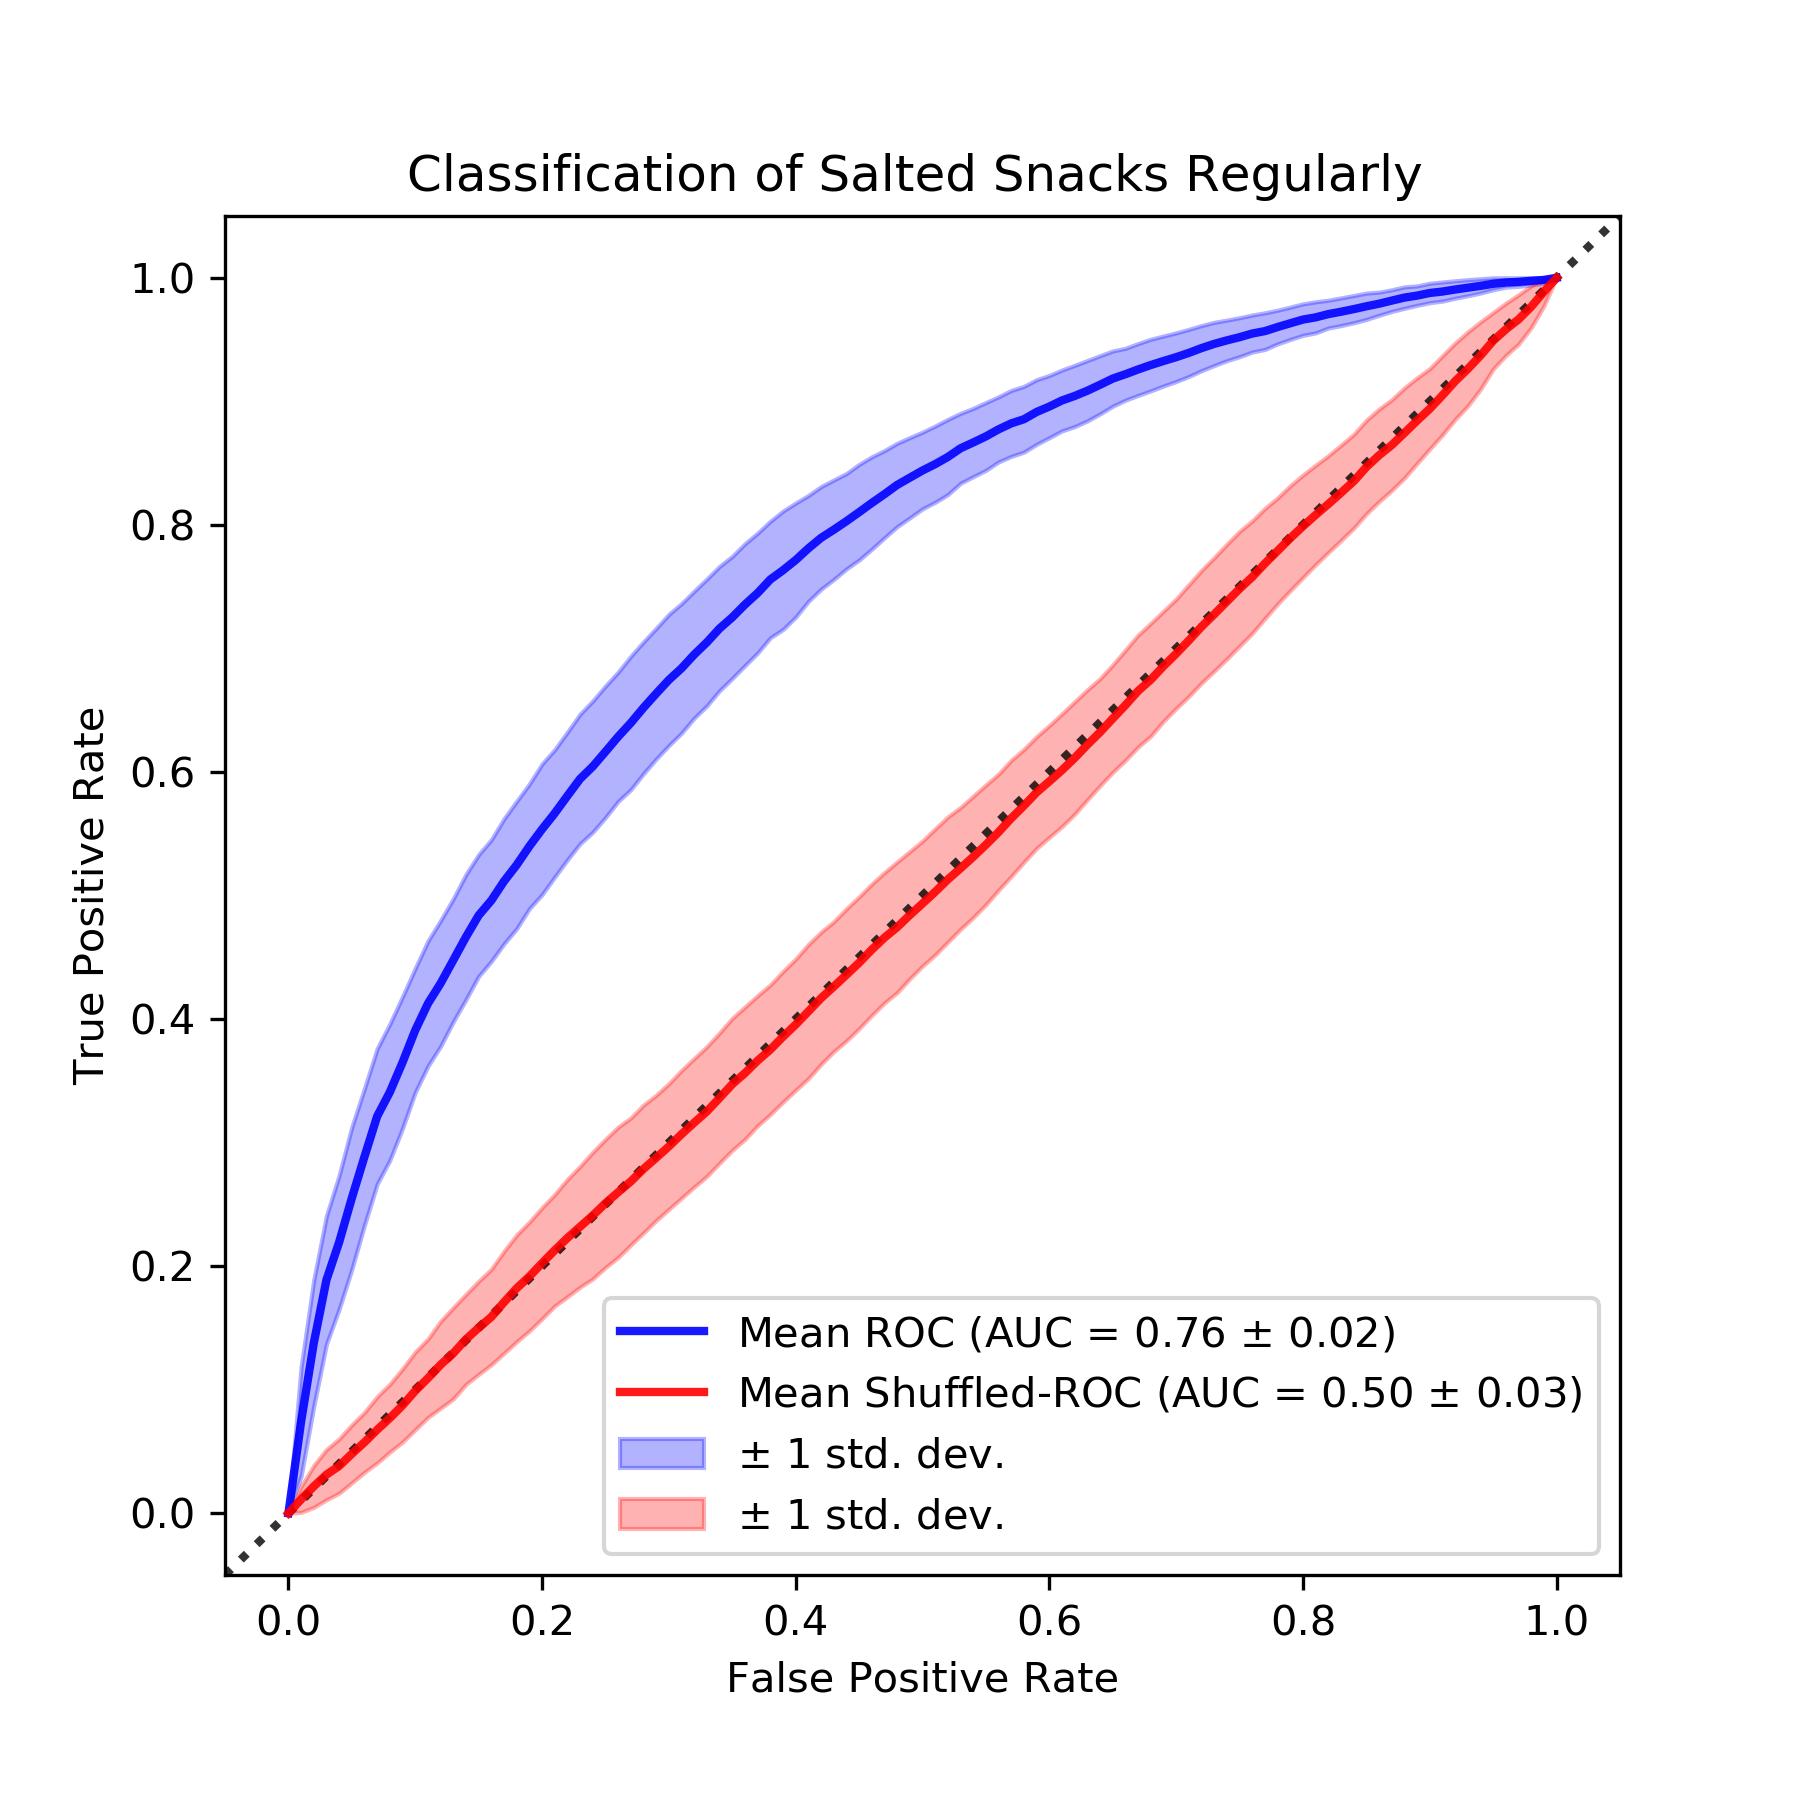 Classification of Salted Snacks Regularly
True Positive Rate
1.0
0.8
0.6
0.4
0.2
0.0
Mean ROC (AUC = 0.76 ± 0.02)
Mean Shuffled-ROC (AUC = 0.50 ± 0.03)
± 1 std. dev.
± 1 std. dev.
0.0 0.2 0.4 0.6 0.8 1.0
False Positive Rate